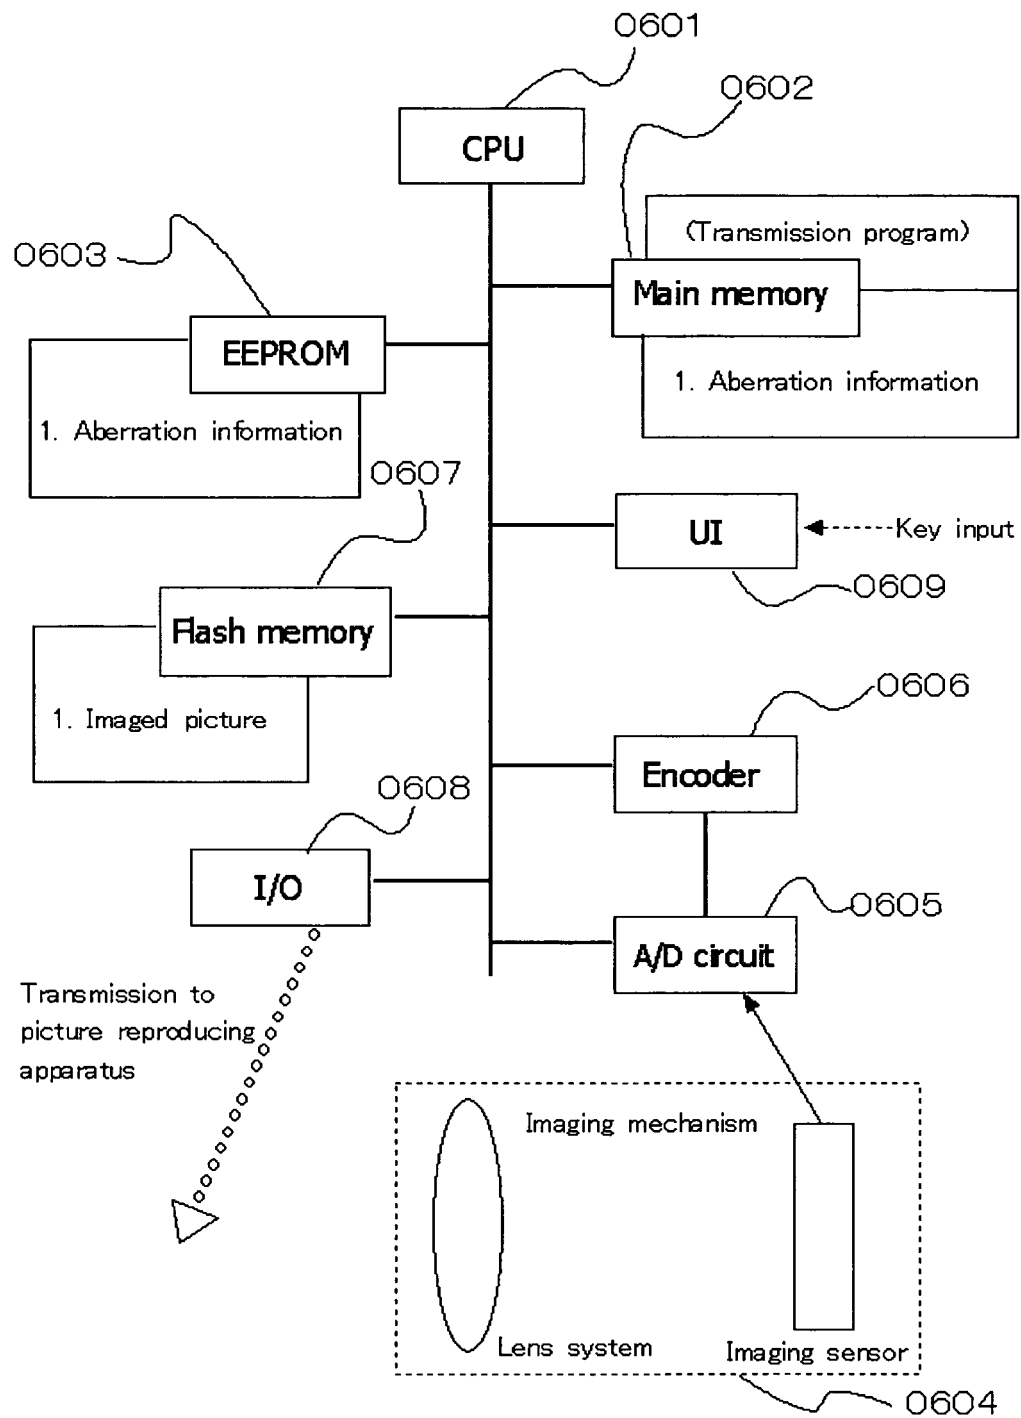 0601
0602
CPU
(Transmission program)
0603
Main memory
EEPROM
1. Aberration information
1. Aberration information
0607
UI
Key input
0609
Flash memory
0606
1. Imaged picture
Encoder
0608
I/O
0605
A/D circuit
Transmission to
picture reproducing
apparatus
Imaging mechanism
Lens system
Imaging sensor
0604